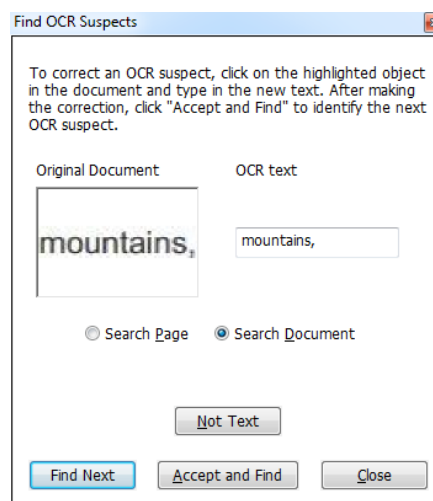 Find OCR Suspects
To correct an OCR suspect, click on the highlighted object
in the document and type in the new text. After making
the correction, click "Accept and Find" to identify the next
OCR suspect.
Original Document OCR text
mountains, mountains,
Search Page Search Document
Not Text
Find Next Accept and Find Close